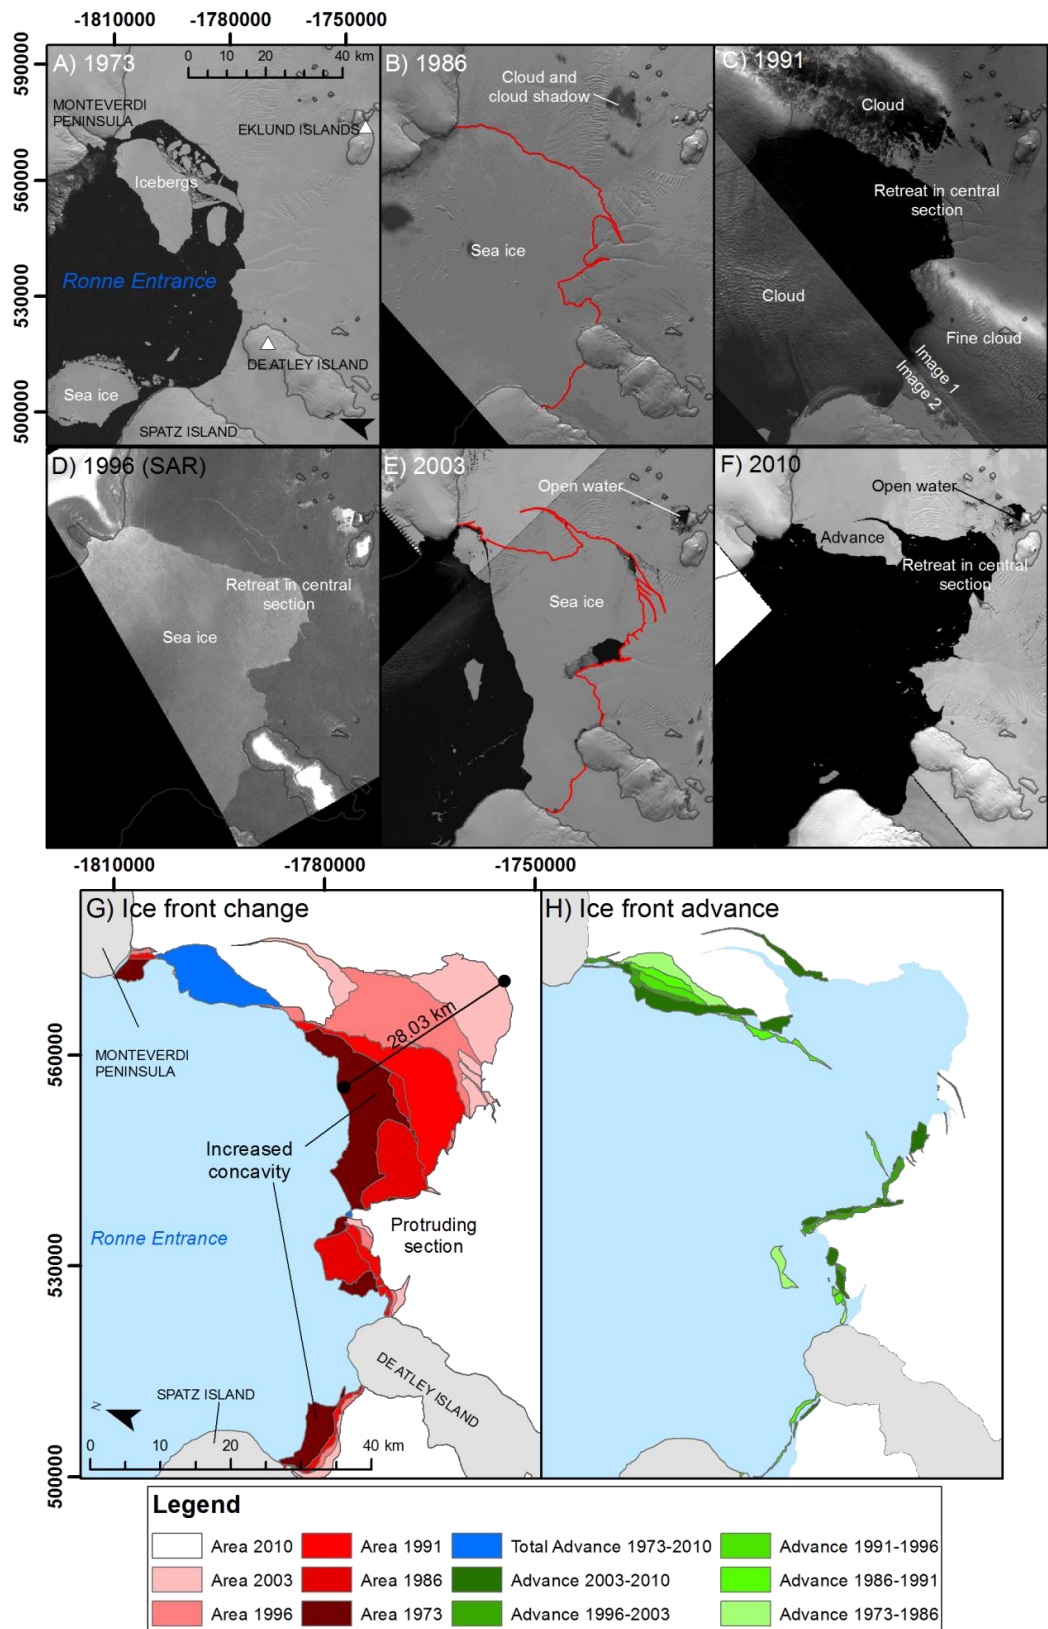 -1810000 -1780000 -1750000
A) 1973
0 10 20 40 km
MONTEVERDI
PENINSULA
EKLUND ISLANDS
Icebergs
Ronne Entrance
DE ATLEY ISLAND
Sea ice
SPATZ ISLAND
N
590000
560000
530000
500000
B) 1986
Cloud and
cloud shadow
Sea ice
C) 1991
Cloud
Retreat in central
section
Cloud
Fine cloud
Image 1
Image 2
D) 1996 (SAR)
Retreat in central
section
Sea ice
E) 2003
Open water
Sea ice
F) 2010
Open water
Advance
Retreat in central
section
-1810000 -1780000 -1750000
G) Ice front change
28.03 km
MONTEVERDI
PENINSULA
Increased
concavity
Protruding
section
Ronne Entrance
DE ATLEY ISLAND
SPATZ ISLAND
N
0 10 20 40 km
560000
530000
500000
H) Ice front advance
Legend
Area 2010 Area 1991 Total Advance 1973-2010 Advance 1991-1996
Area 2003 Area 1986 Advance 2003-2010 Advance 1986-1991
Area 1996 Area 1973 Advance 1996-2003 Advance 1973-1986